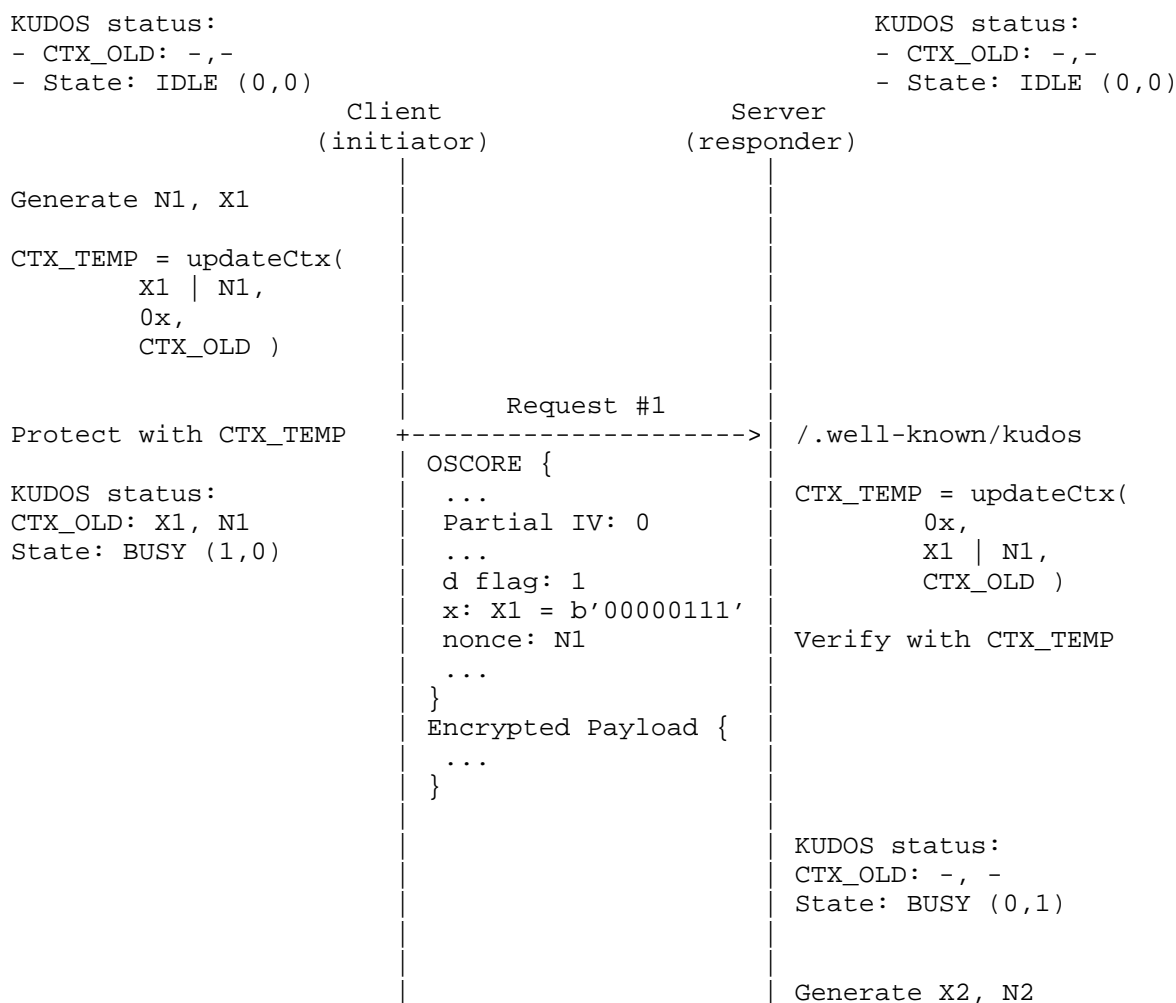 KUDOS status:                                         KUDOS status:
- CTX_OLD: -,-                                        - CTX_OLD: -,-
- State: IDLE (0,0)                                   - State: IDLE (0,0)
                     Client                  Server
                   (initiator)            (responder)
                         |                      |
Generate N1, X1          |                      |
                         |                      |
CTX_TEMP = updateCtx(    |                      |
        X1 | N1,         |                      |
        0x,              |                      |
        CTX_OLD )        |                      |
                         |                      |
                         |      Request #1      |
Protect with CTX_TEMP    +--------------------->| /.well-known/kudos
                         | OSCORE {             |
KUDOS status:            |  ...                 | CTX_TEMP = updateCtx(
CTX_OLD: X1, N1          |  Partial IV: 0       |         0x,
State: BUSY (1,0)        |  ...                 |         X1 | N1,
                         |  d flag: 1           |         CTX_OLD )
                         |  x: X1 = b’00000111’ |
                         |  nonce: N1           | Verify with CTX_TEMP
                         |  ...                 |
                         | }                    |
                         | Encrypted Payload {  |
                         |  ...                 |
                         | }                    |
                         |                      |
                         |                      | KUDOS status:
                         |                      | CTX_OLD: -, -
                         |                      | State: BUSY (0,1)
                         |                      |
                         |                      |
                         |                      | Generate X2, N2